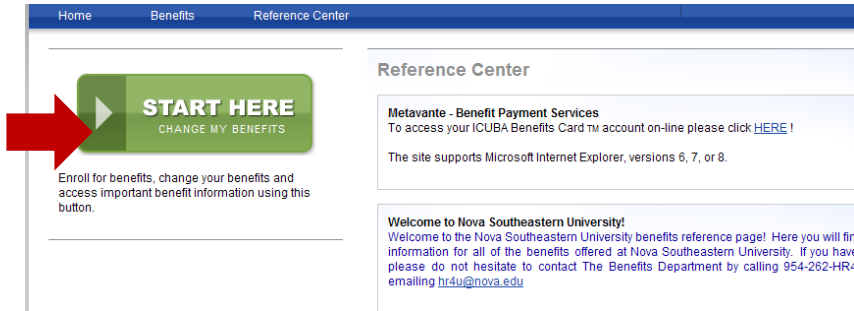 Home Benefits Reference Center
START HERE
CHANGE MY BENEFITS
Enroll for benefits, change your benefits and
access important benefit information using this
button.
Reference Center
Metavante - Benefit Payment Services
To access your ICUBA Benefits Card TM account on-line please click HERE !
The site supports Microsoft Internet Explorer, versions 6, 7, or 8.
Welcome to Nova Southeastern University!
Welcome to the Nova Southeastern University benefits reference page! Here you will
information for all of the benefits offered at Nova Southeastern University. If you have
please do not hesitate to contact The Benefits Department by calling 954-262-HR4
emailing hr4u@nova.edu